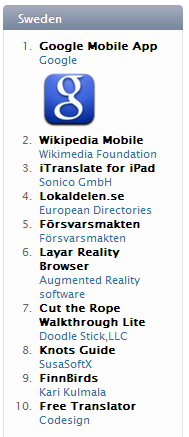 Sweden
1. Google Mobile App
Google
g
2. Wikipedia Mobile
Wikimedia Foundation
3. iTranslate for iPad
Sonico GmbH
4. Lokaldelen.se
European Directories
5. Försvarsmakten
Försvarsmakten
6. Layar Reality
Browser
Augmented Reality
software
7. Cut the Rope
Walkthrough Lite
Doodle Stick,LLC
8. Knots Guide
SusaSoftX
9. FinnBirds
Kari Kulmala
10. Free Translator
Codesign